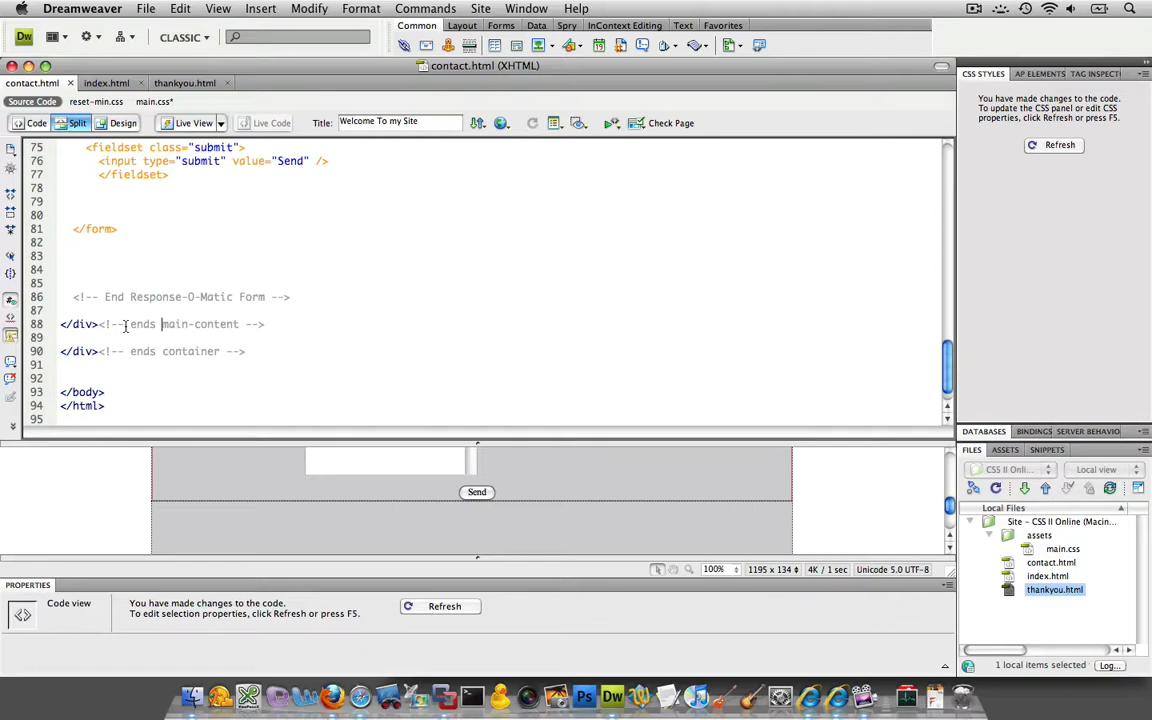 Dreamweaver File Edit View Insert Modify Format Commands Site Window Help
Dw CLASSIC Common Layout Forms Data Spry InContext Editing Text Favorites
contact.html (XHTML)
contact.html index.html thankyou.html
Source Code reset-min.css main.css*
Code Split Design Live View Live Code Title: Welcome To my Site Check Page
75 <fieldset class="submit">
76 <input type="submit" value="Send" />
77 </fieldset>
78
79
80
81 </form>
82
83
84
85
86 <!-- End Response-O-Matic Form -->
87
88 </div><!-- ends main-content -->
89
90 </div><!-- ends container -->
91
92
93 </body>
94 </html>
95
Send
100% 1195 x 134 4K / 1 sec Unicode 5.0 UTF-8
PROPERTIES
Code view
You have made changes to the code.
To edit selection properties, click Refresh or press F5.
Refresh
CSS STYLES AP ELEMENTS TAG INSPECT
You have made changes to the code.
To update the CSS panel or edit CSS
properties, click Refresh or press F5.
Refresh
DATABASES BINDINGS SERVER BEHAVIO
FILES ASSETS SNIPPETS
CSS II Onli... Local view
Local Files
Site - CSS II Online (Macin...
assets
main.css
contact.html
index.html
thankyou.html
1 local items selected Log...
Ps Dw